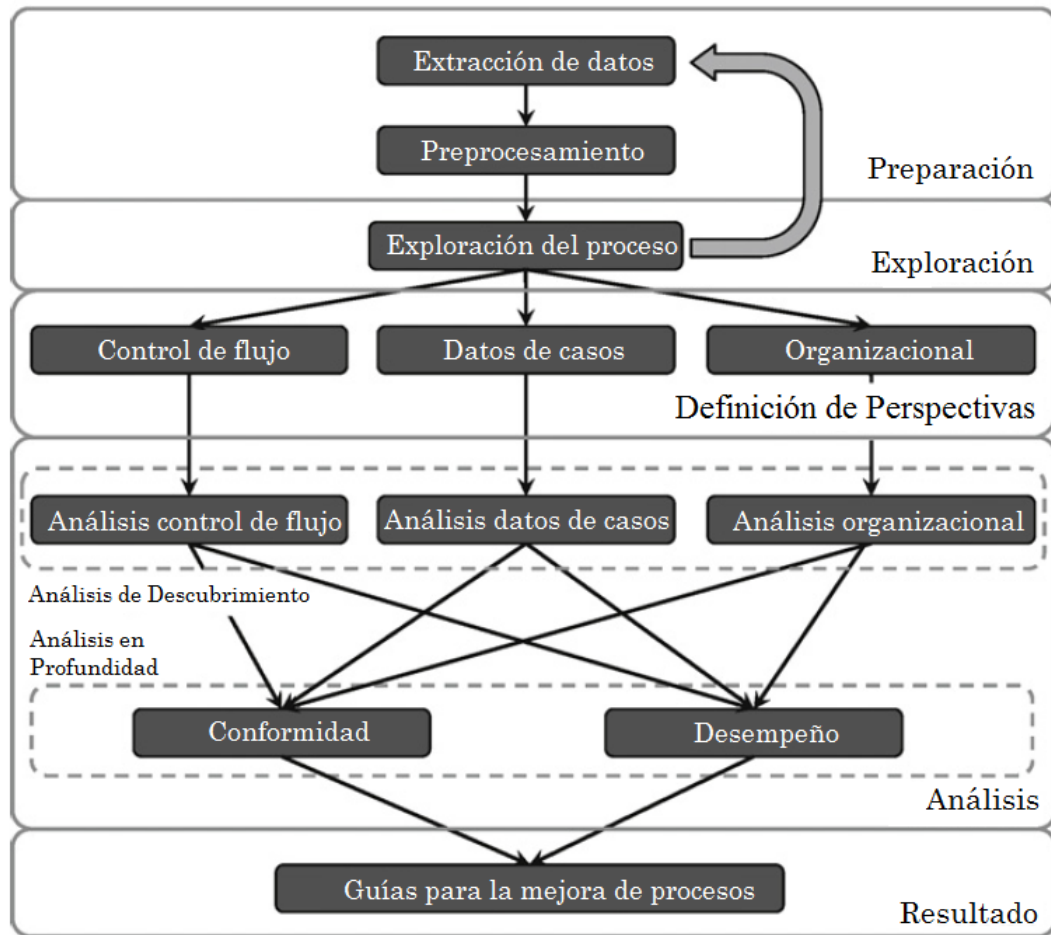 Extracción de datos
Preprocesamiento
Preparación
Exploración del proceso
Exploración
Control de flujo
Datos de casos
Organizacional
Definición de Perspectivas
Análisis control de flujo
Análisis datos de casos
Análisis organizacional
Análisis de Descubrimiento
Análisis en
Profundidad
Conformidad
Desempeño
Análisis
Guías para la mejora de procesos
Resultado